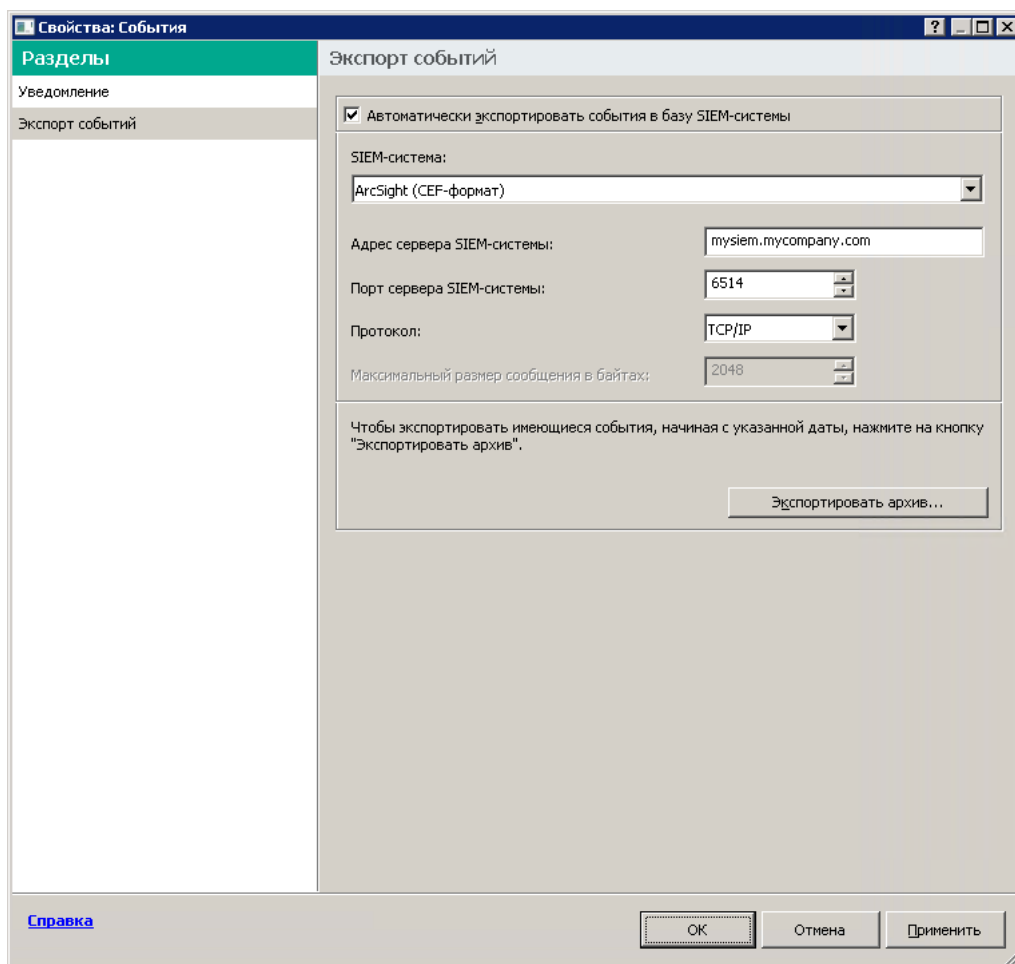 Свойства: События
Разделы
Уведомление
Экспорт событий
Экспорт событий
Автоматически экспортировать события в базу SIEM-системы
SIEM-система:
ArcSight (CEF-формат)
Адрес сервера SIEM-системы: mysiem.mycompany.com
Порт сервера SIEM-системы: 6514
Протокол: TCP/IP
Максимальный размер сообщения в байтах: 2048
Чтобы экспортировать имеющиеся события, начиная с указанной даты, нажмите на кнопку
"Экспортировать архив".
Экспортировать архив...
Справка
ОК
Отмена
Применить